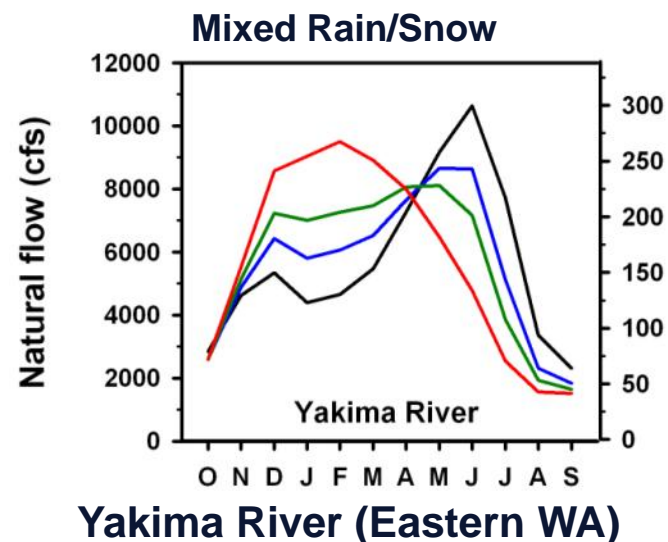 Mixed Rain/Snow
Natural flow (cfs)
12000
10000
8000
6000
4000
2000
0
300
250
200
150
100
50
0
Yakima River
O N D J F M A M J J A S
Yakima River (Eastern WA)